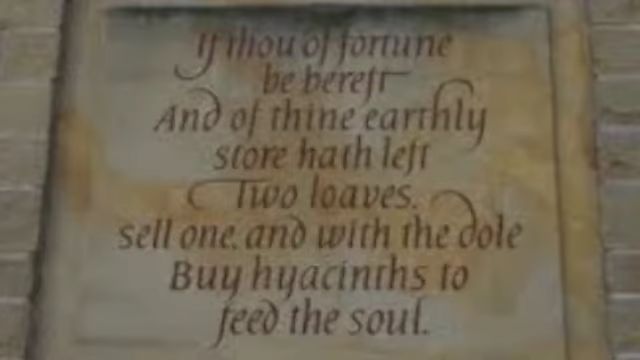 If thou of fortune
be bereft
And of thine earthly
store hath left
Two loaves,
sell one, and with the dole
Buy hyacinths to
feed the soul.